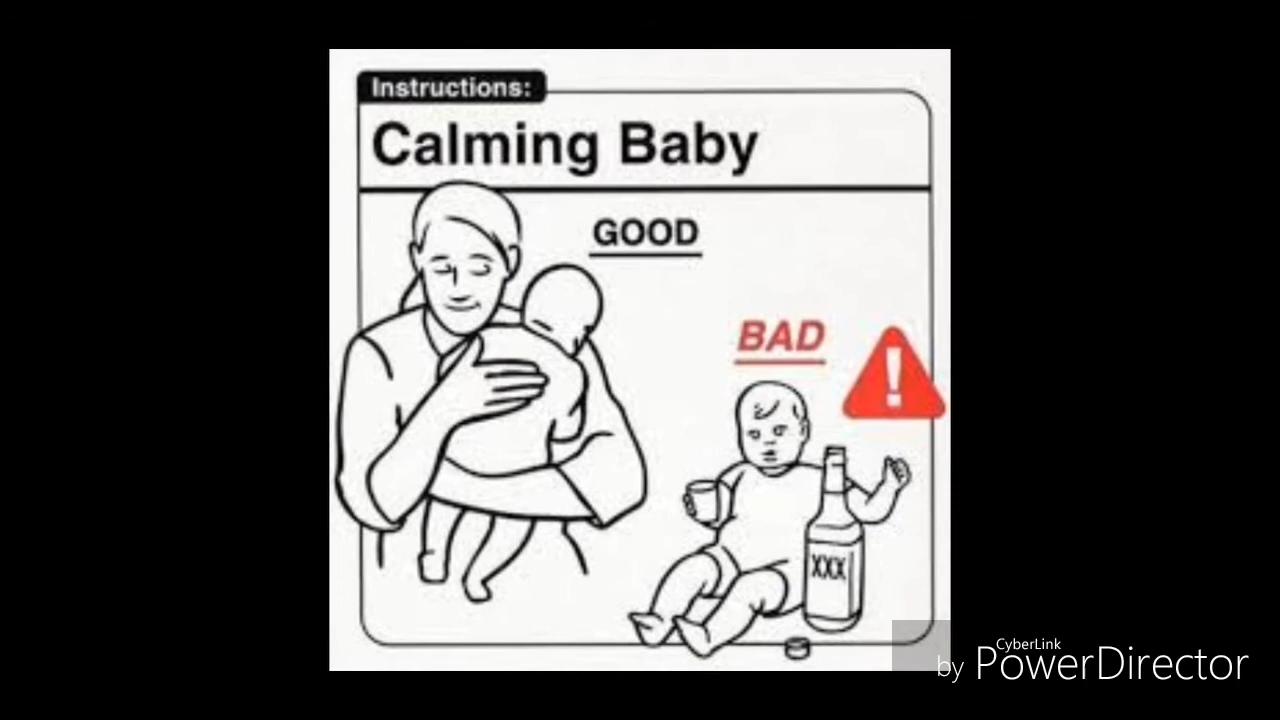 Instructions:
Calming Baby
GOOD
BAD
!
XXX
CyberLink
by PowerDirector